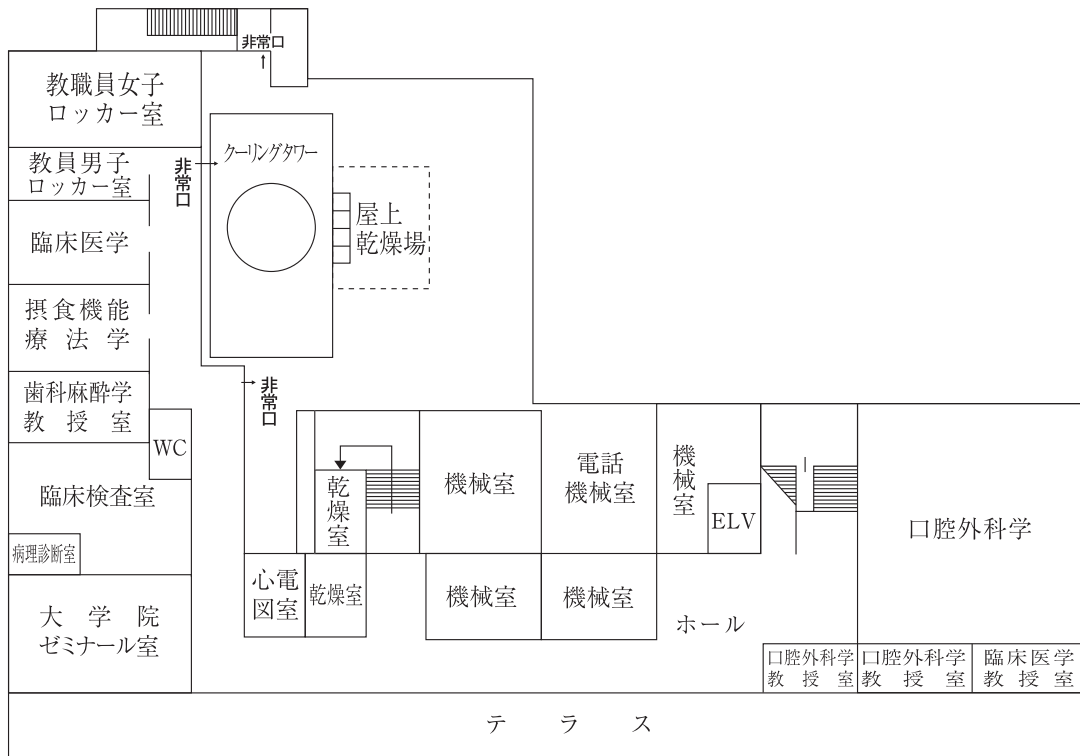 非常口
教職員女子
ロッカー室
教員男子
ロッカー室
非常口
クーリングタワー
屋上
乾燥場
臨床医学
摂食機能
療法学
歯科麻酔学
教授室
非常口
WC
臨床検査室
病理診断室
大学院
ゼミナール室
乾燥室
機械室
電話
機械室
機械室
ELV
口腔外科学
心電
図室
乾燥室
機械室
機械室
ホール
口腔外科学
教授室
口腔外科学
教授室
臨床医学
教授室
テラス